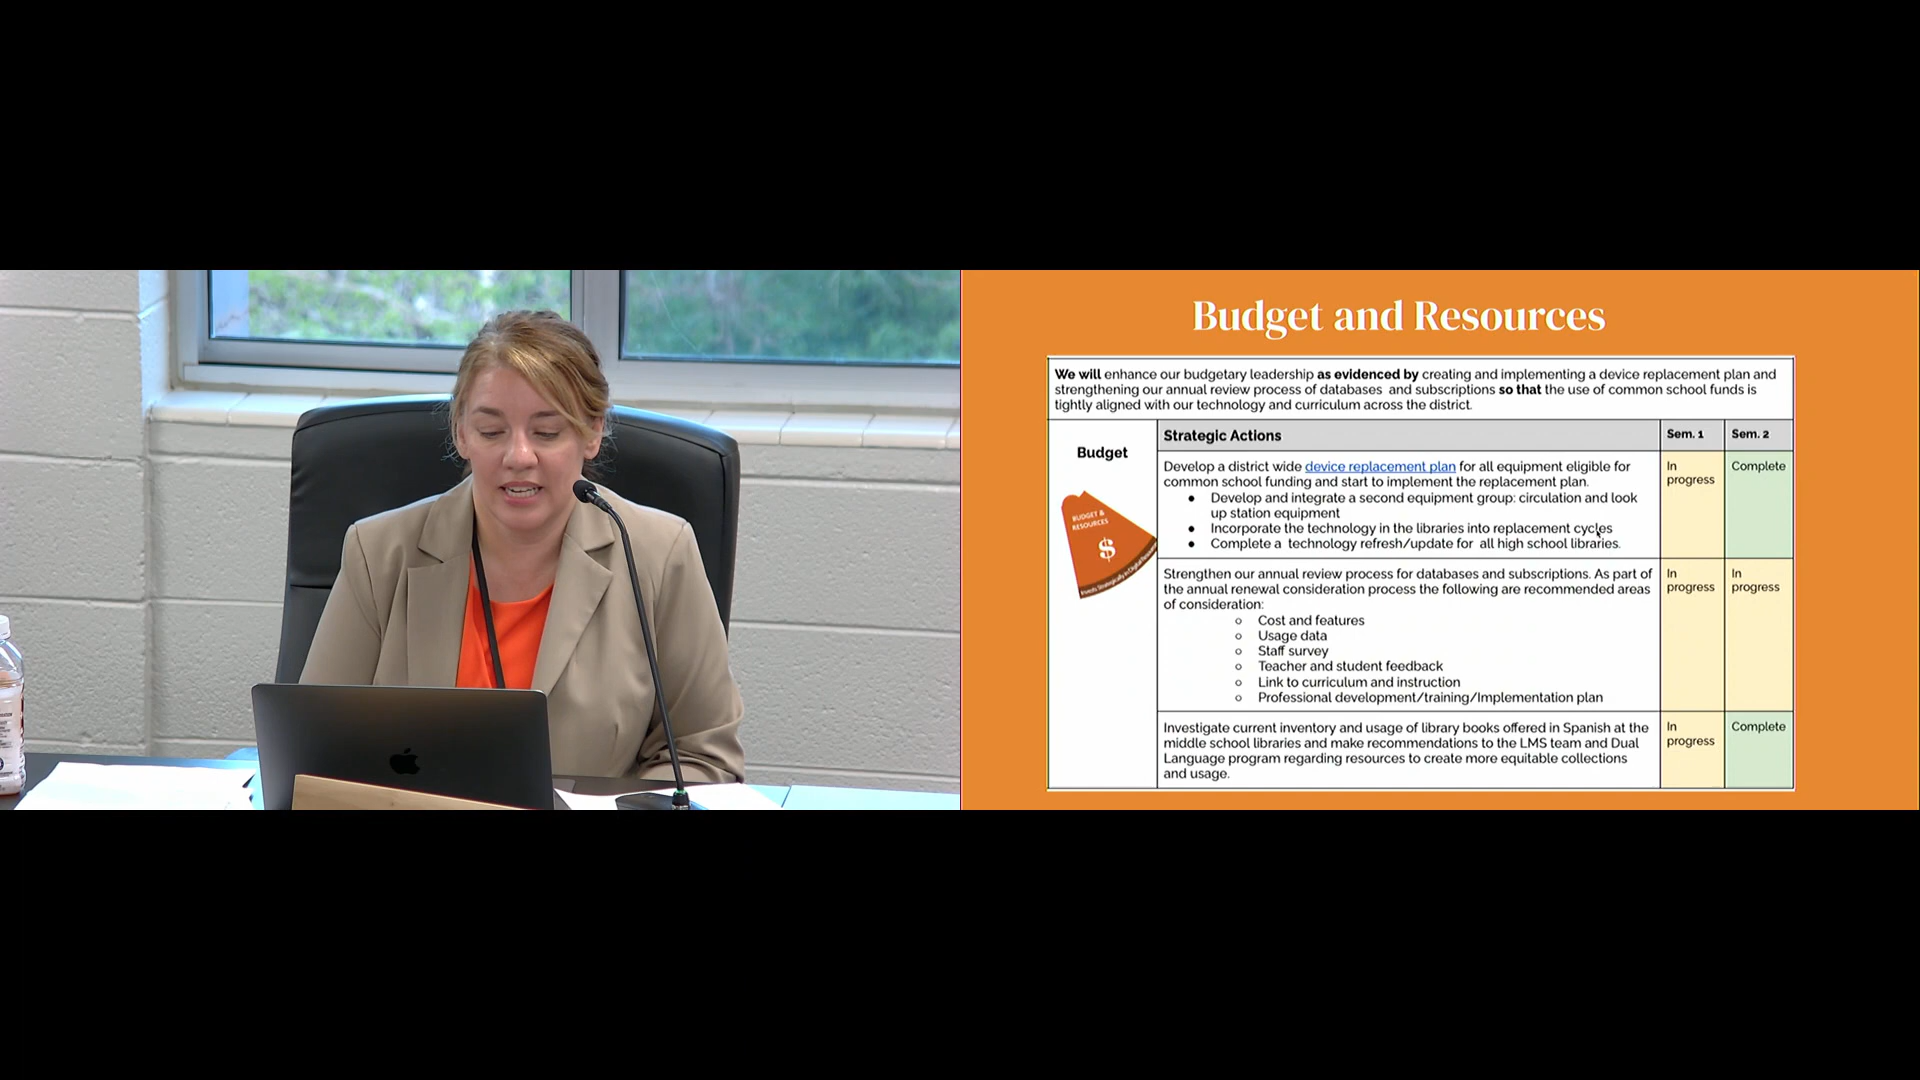 Budget and Resources
We will enhance our budgetary leadership as evidenced by creating and implementing a device replacement plan and
strengthening our annual review process of databases and subscriptions so that the use of common school funds is
tightly aligned with our technology and curriculum across the district.
Budget
BUDGET &
RESOURCES
$
Strategic Actions
Sem. 1
Sem. 2
Develop a district wide device replacement plan for all equipment eligible for
common school funding and start to implement the replacement plan.
● Develop and integrate a second equipment group: circulation and look
up station equipment
● Incorporate the technology in the libraries into replacement cycles
● Complete a technology refresh/update for all high school libraries.
In
progress
Complete
Strengthen our annual review process for databases and subscriptions. As part of
the annual renewal consideration process the following are recommended areas
of consideration:
○ Cost and features
○ Usage data
○ Staff survey
○ Teacher and student feedback
○ Link to curriculum and instruction
○ Professional development/training/Implementation plan
In
progress
In
progress
Investigate current inventory and usage of library books offered in Spanish at the
middle school libraries and make recommendations to the LMS team and Dual
Language program regarding resources to create more equitable collections
and usage.
In
progress
Complete